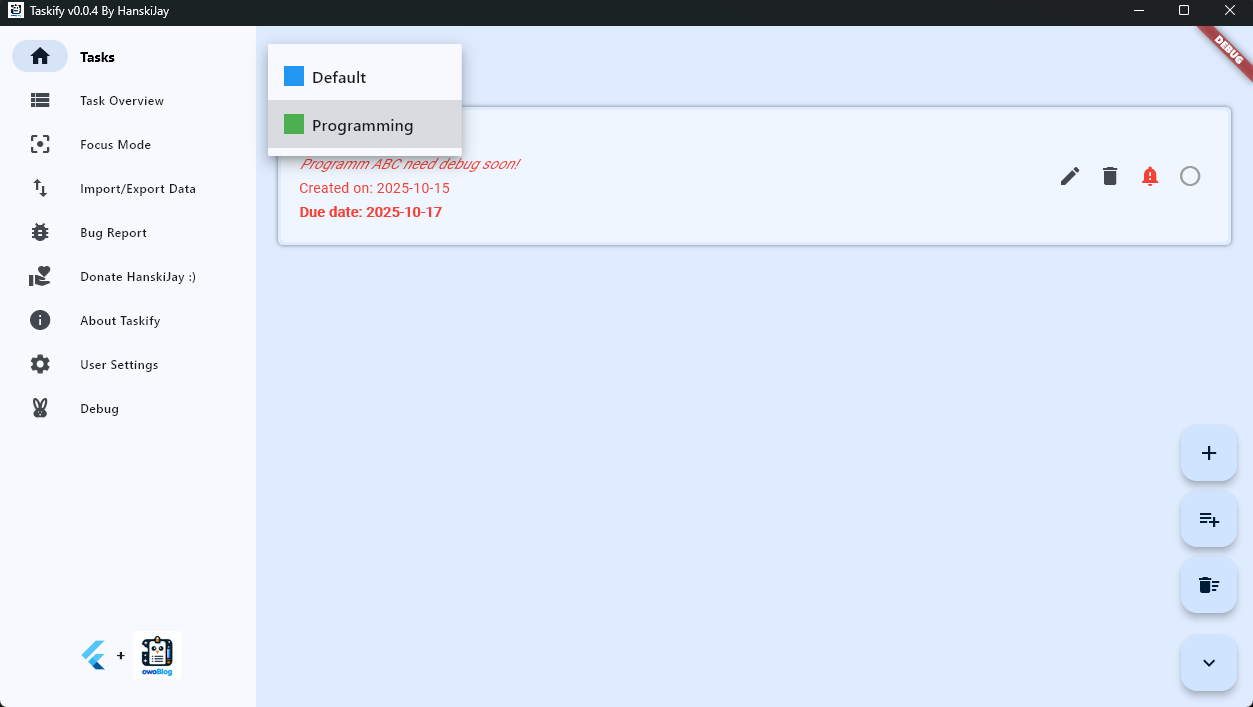 Taskify v0.0.4 By HanskiJay
DEBUG
Tasks
Task Overview
Focus Mode
Import/Export Data
Bug Report
Donate HanskiJay :)
About Taskify
User Settings
Debug
+
owoBlog
Default
Programming
Programm ABC need debug soon!
Created on: 2025-10-15
Due date: 2025-10-17